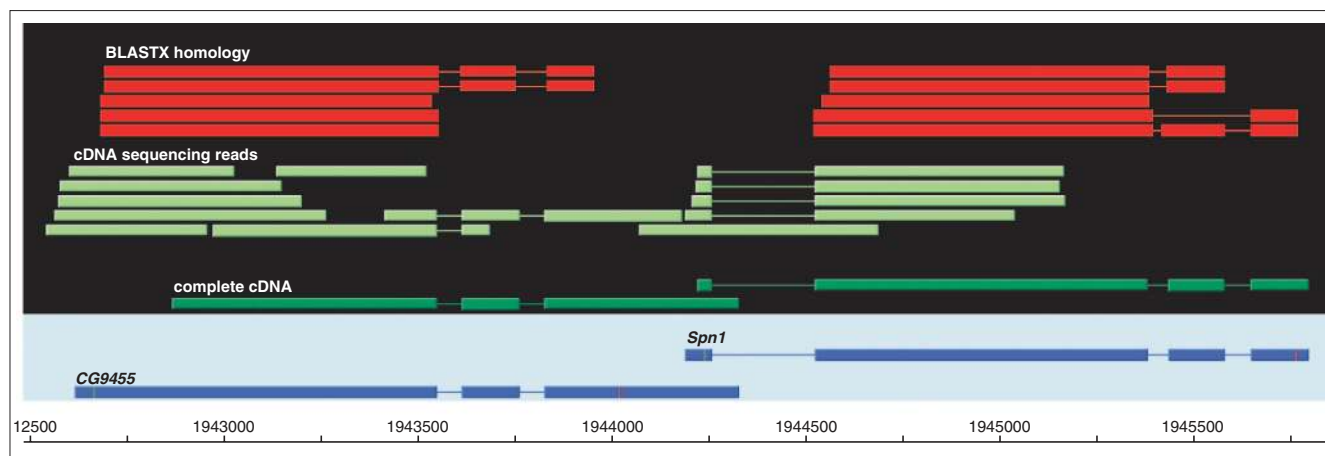 BLASTX homology
cDNA sequencing reads
complete cDNA
Spn1
CG9455
12500 1943000 1943500 1944000 1944500 1945000 1945500